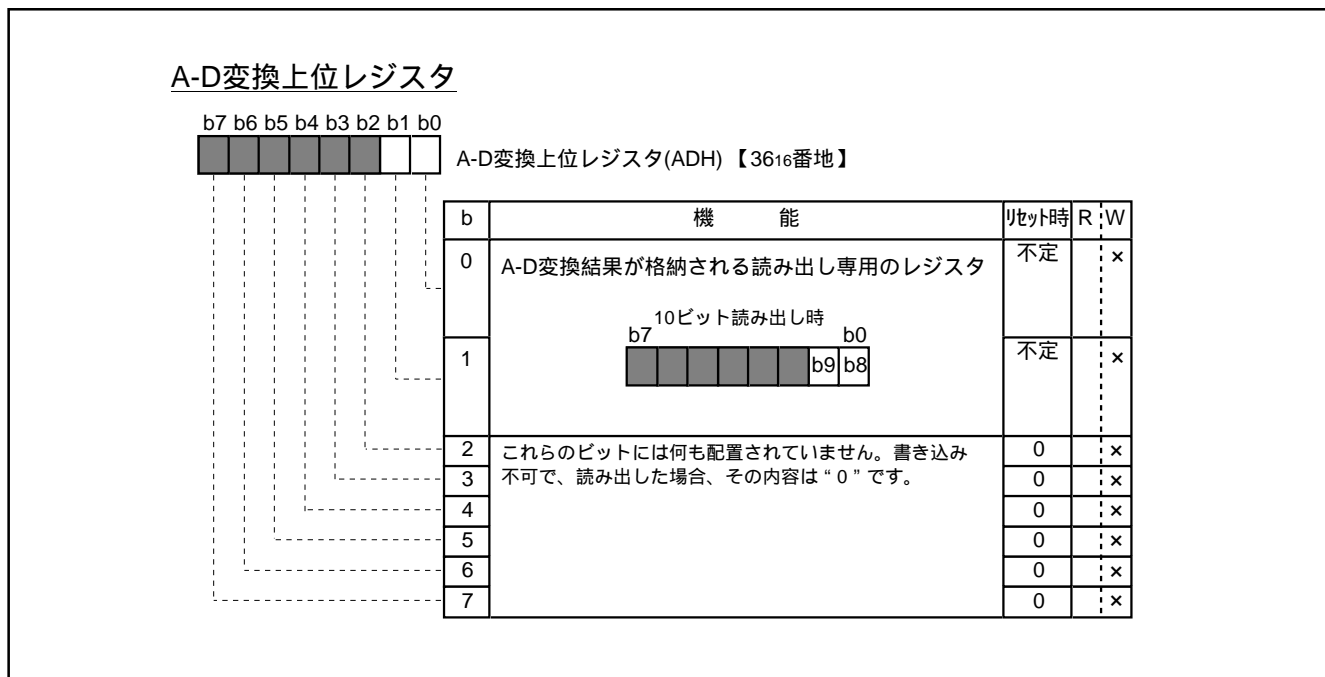 A-D変換上位レジスタ
b7 b6 b5 b4 b3 b2 b1 b0
A-D変換上位レジスタ(ADH)【3616番地】
b 機 能 リセット時 R W
0 A-D変換結果が格納される読み出し専用のレジスタ 不定 ×
10ビット読み出し時
b7 b0
1 b9 b8 不定 ×
2 これらのビットには何も配置されていません。書き込み 0 ×
3 不可で、読み出した場合、その内容は“0”です。 0 ×
4 0 ×
5 0 ×
6 0 ×
7 0 ×